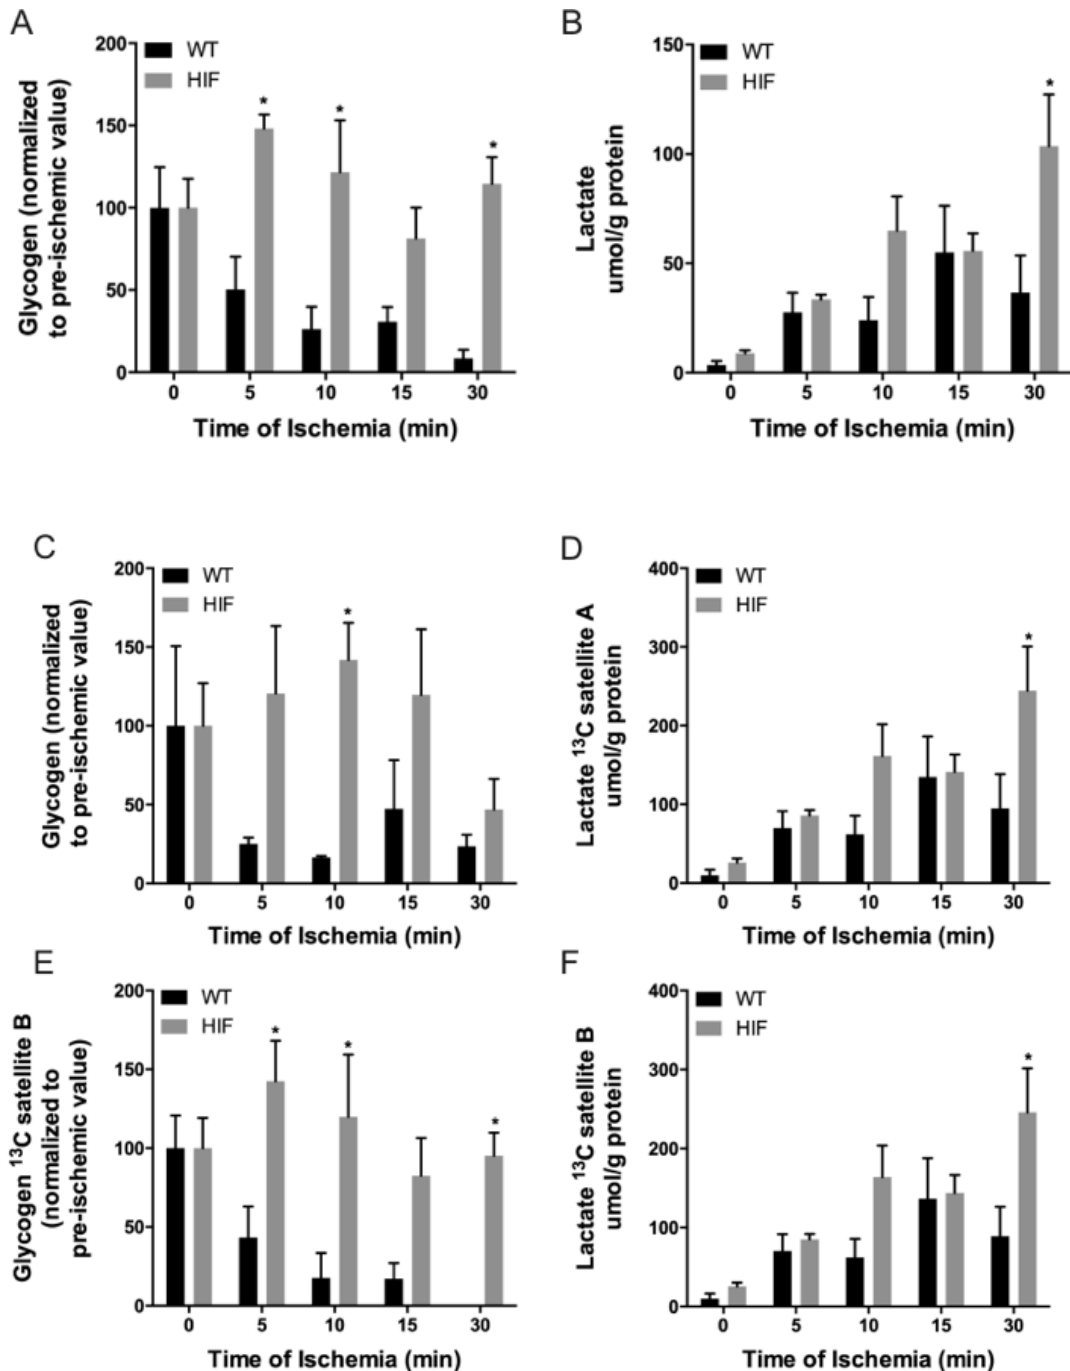 A
Glycogen (normalized
to pre-ischemic value)
200
150
100
50
0
WT
HIF
*
*
*
0 5 10 15 30
Time of Ischemia (min)
B
Lactate
umol/g protein
150
100
50
0
WT
HIF
*
0 5 10 15 30
Time of Ischemia (min)
C
Glycogen (normalized
to pre-ischemic value)
200
150
100
50
0
WT
HIF
*
0 5 10 15 30
Time of Ischemia (min)
D
Lactate ¹³C satellite A
umol/g protein
400
300
200
100
0
WT
HIF
*
0 5 10 15 30
Time of Ischemia (min)
E
Glycogen ¹³C satellite B
(normalized to
pre-ischemic value)
200
150
100
50
0
WT
HIF
*
*
*
0 5 10 15 30
Time of Ischemia (min)
F
Lactate ¹³C satellite B
umol/g protein
400
300
200
100
0
WT
HIF
*
0 5 10 15 30
Time of Ischemia (min)